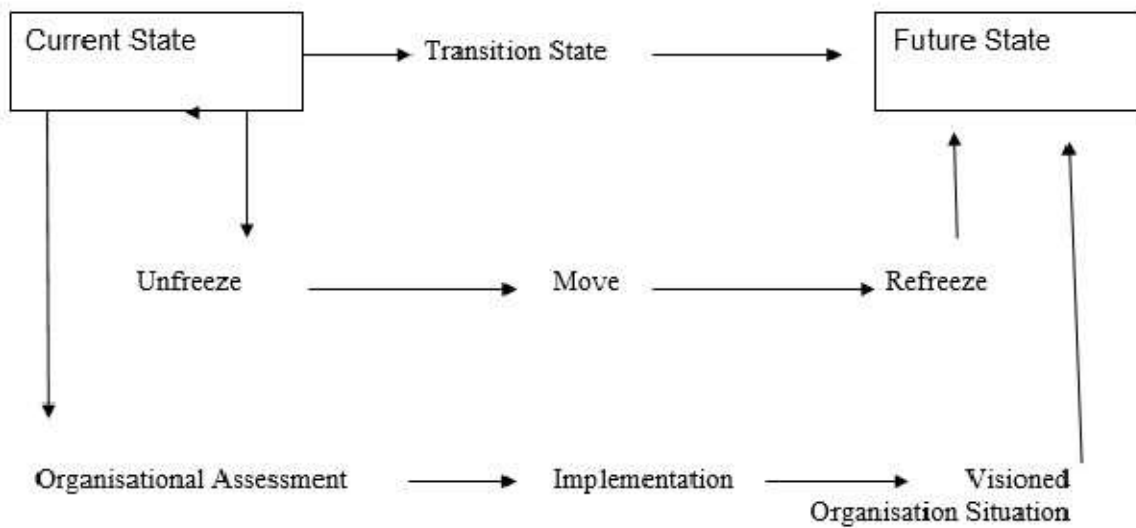 Current State
Transition State
Future State
Unfreeze
Move
Refreeze
Organisational Assessment
Implementation
Visioned
Organisation Situation